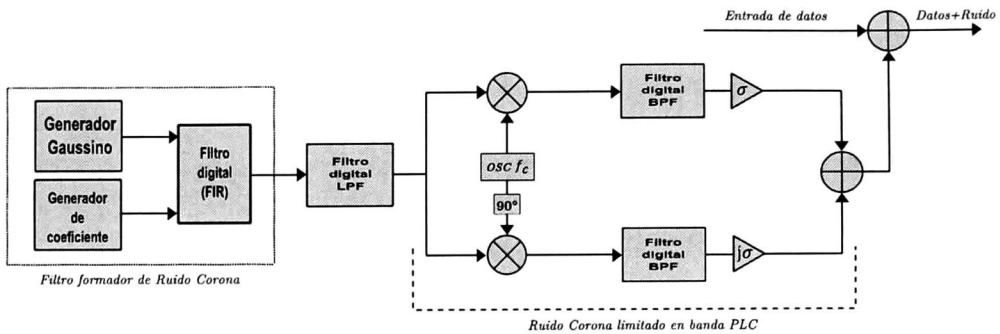 Entrada de datos
Datos+Ruido
Generador
Gaussino
Generador
de
coeficiente
Filtro
digital
(FIR)
Filtro formador de Ruido Corona
Filtro
digital
LPF
osc fc
90º
Filtro
digital
BPF
σ
Filtro
digital
BPF
jσ
Ruido Corona limitado en banda PLC